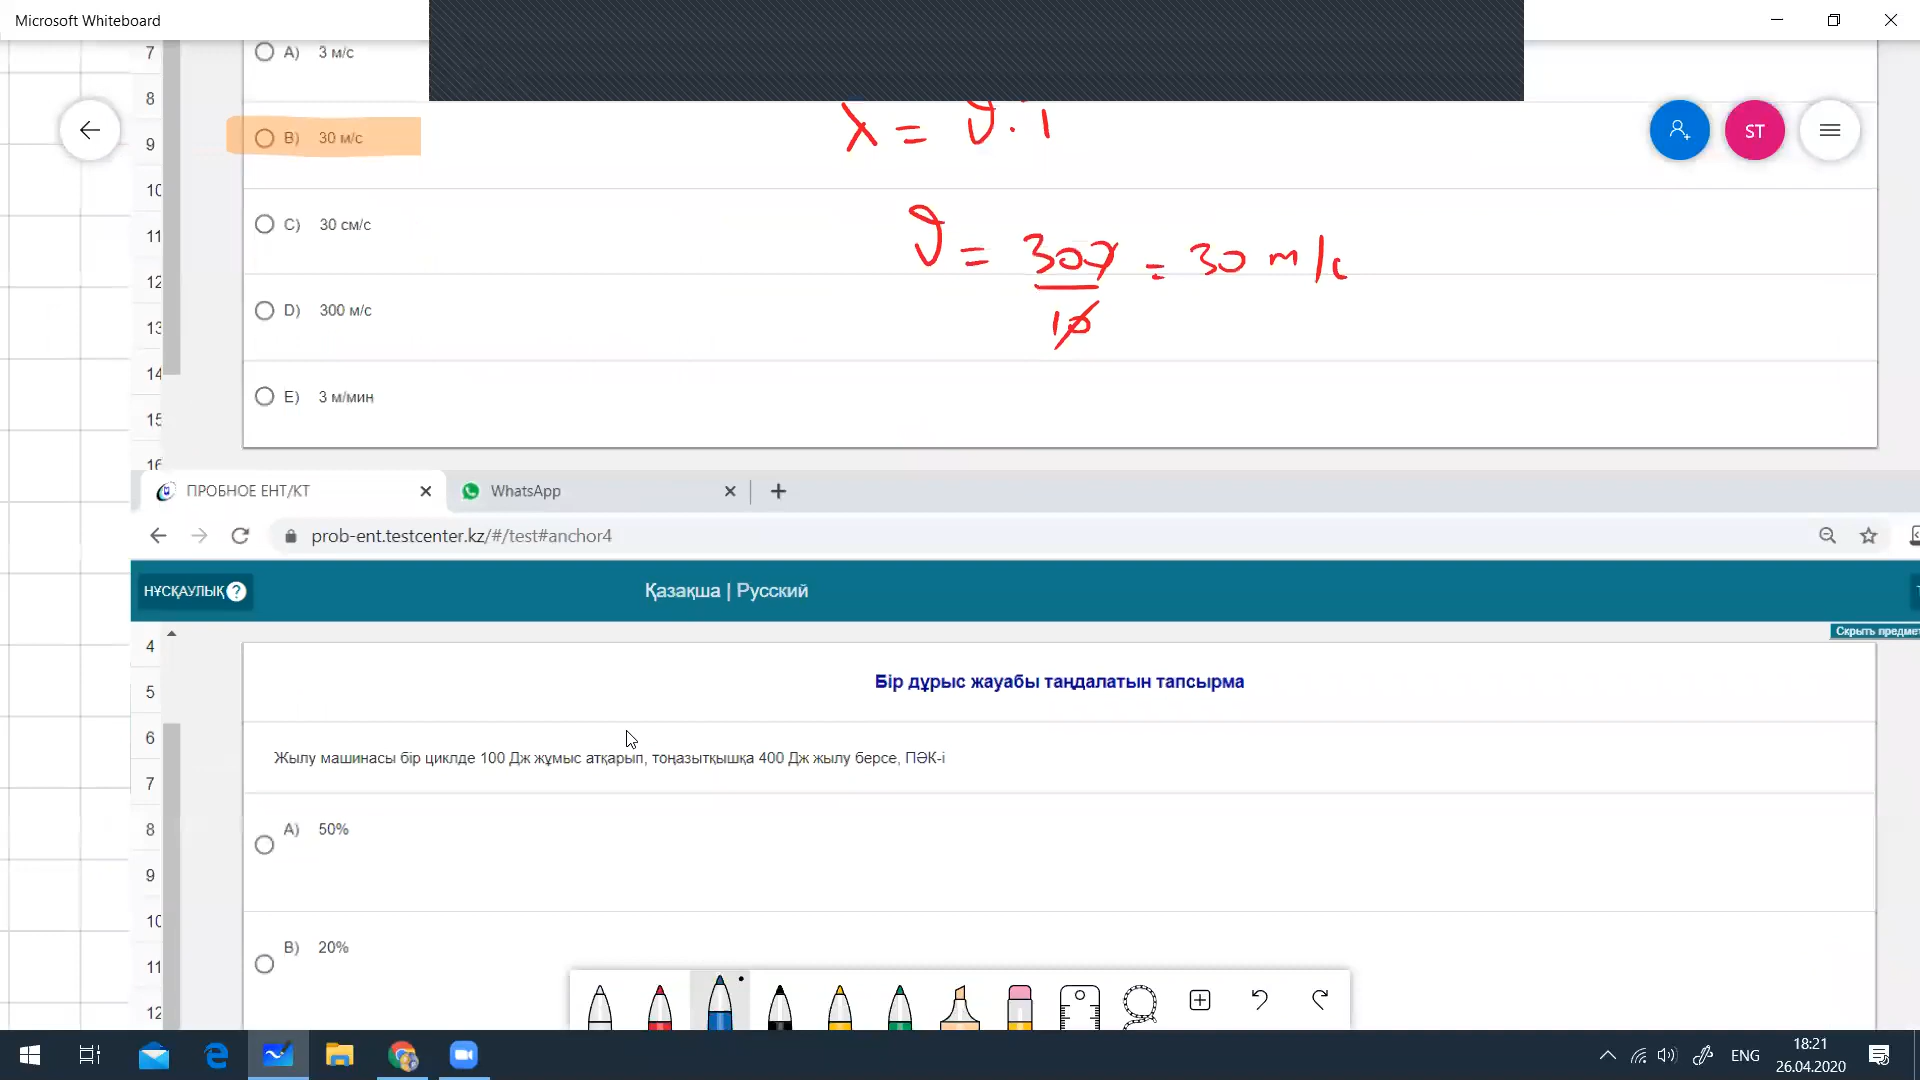 Microsoft Whiteboard
7
A) 3 м/с
8
λ = ϑ · T
9
B) 30 м/с
ST
10
11
C) 30 см/с
ϑ = 300/10 = 30 м/с
12
13
D) 300 м/с
14
E) 3 м/мин
15
16
ПРОБНОЕ ЕНТ/КТ
WhatsApp
prob-ent.testcenter.kz/#/test#anchor4
НҰСҚАУЛЫҚ ?
Қазақша | Русский
Скрыть предмет
4
5
Бір дұрыс жауабы таңдалатын тапсырма
6
Жылу машинасы бір циклде 100 Дж жұмыс атқарып, тоңазытқышқа 400 Дж жылу берсе, ПӘК-і
7
8
A) 50%
9
10
B) 20%
11
12
ENG
18:21
26.04.2020